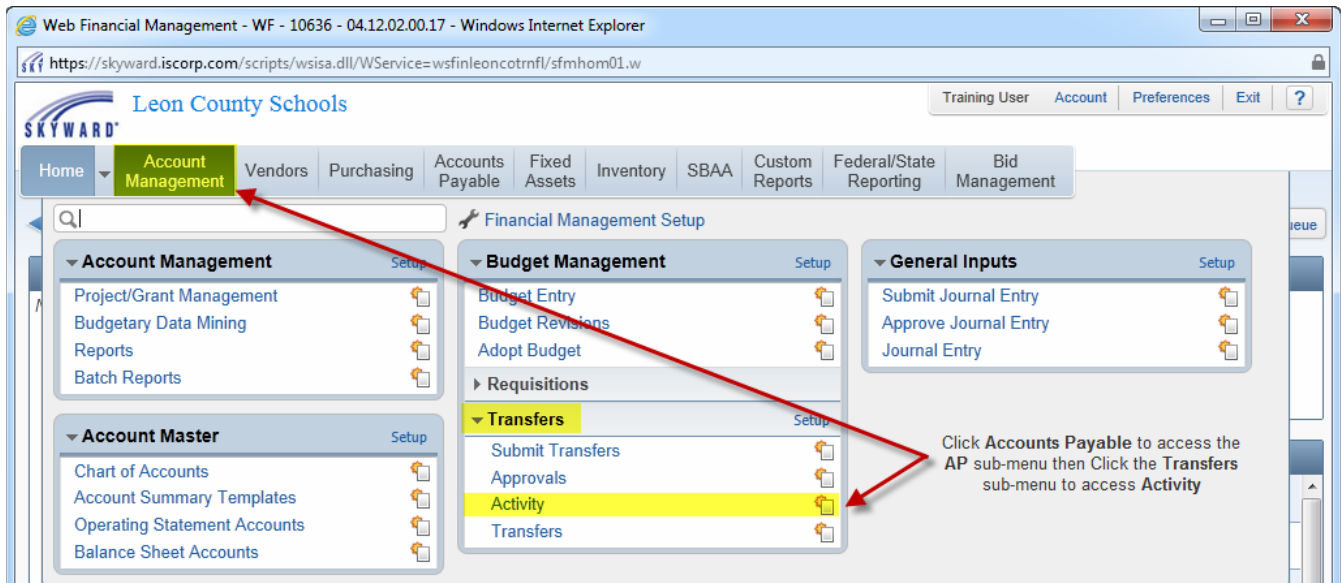 Web Financial Management - WF - 10636 - 04.12.02.00.17 - Windows Internet Explorer
https://skyward.iscorp.com/scripts/wsisa.dll/WService=wsfinleoncotrnfl/sfmhom01.w
SKYWARD
Leon County Schools
Training User Account Preferences Exit ?
Home Account Management Vendors Purchasing Accounts Payable Fixed Assets Inventory SBAA Custom Reports Federal/State Reporting Bid Management
Financial Management Setup
Account Management Setup
Project/Grant Management
Budgetary Data Mining
Reports
Batch Reports
Account Master Setup
Chart of Accounts
Account Summary Templates
Operating Statement Accounts
Balance Sheet Accounts
Budget Management Setup
Budget Entry
Budget Revisions
Adopt Budget
Requisitions
Transfers Setup
Submit Transfers
Approvals
Activity
Transfers
General Inputs Setup
Submit Journal Entry
Approve Journal Entry
Journal Entry
Click Accounts Payable to access the
AP sub-menu then Click the Transfers
sub-menu to access Activity